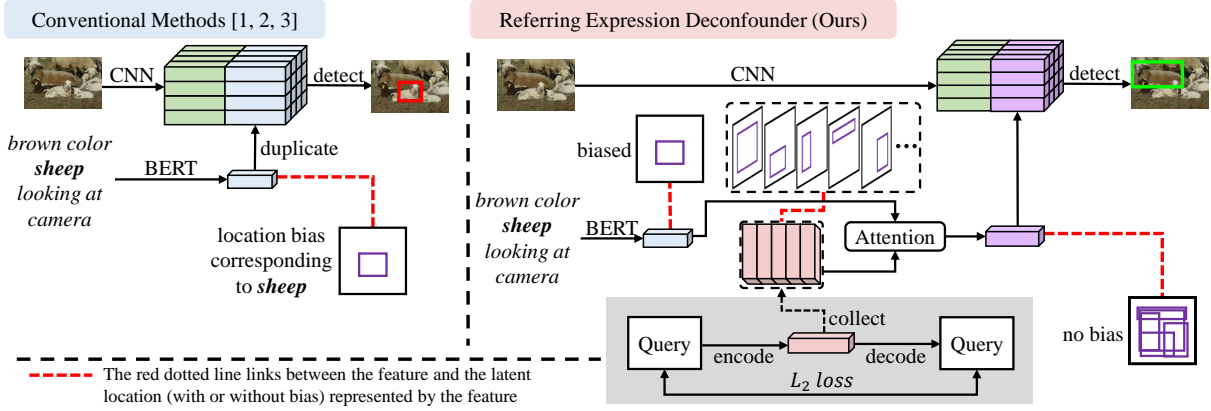 Conventional Methods [1, 2, 3]
CNN
detect
brown color
sheep
looking at
camera
BERT
duplicate
location bias
corresponding
to sheep
Referring Expression Deconfounder (Ours)
CNN
detect
biased
brown color
sheep
looking at
camera
BERT
Attention
no bias
collect
Query
encode
decode
Query
L₂ loss
The red dotted line links between the feature and the latent
location (with or without bias) represented by the feature